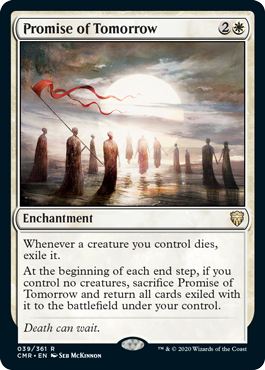 Promise of Tomorrow 2
Enchantment
Whenever a creature you control dies,
exile it.
At the beginning of each end step, if you
control no creatures, sacrifice Promise of
Tomorrow and return all cards exiled with it
to the battlefield under your control.
Death can wait.
039/361 R
CMR • EN Seb McKinnon
™ & © 2020 Wizards of the Coast